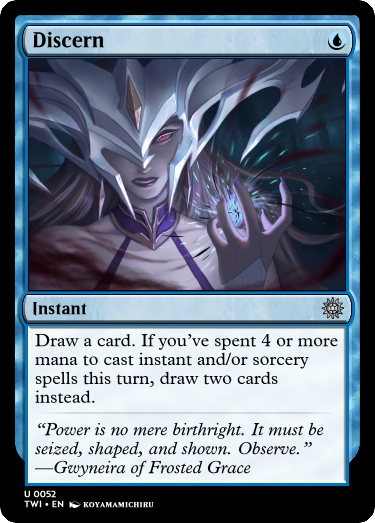 Discern
Instant
Draw a card. If you've spent 4 or more
mana to cast instant and/or sorcery
spells this turn, draw two cards
instead.
“Power is no mere birthright. It must be
seized, shaped, and shown. Observe.”
—Gwyneira of Frosted Grace
U 0052
TWI • EN KOYAMAMICHIRU